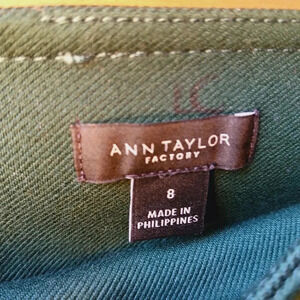 ANN TAYLOR
FACTORY
8
MADE IN
PHILIPPINES